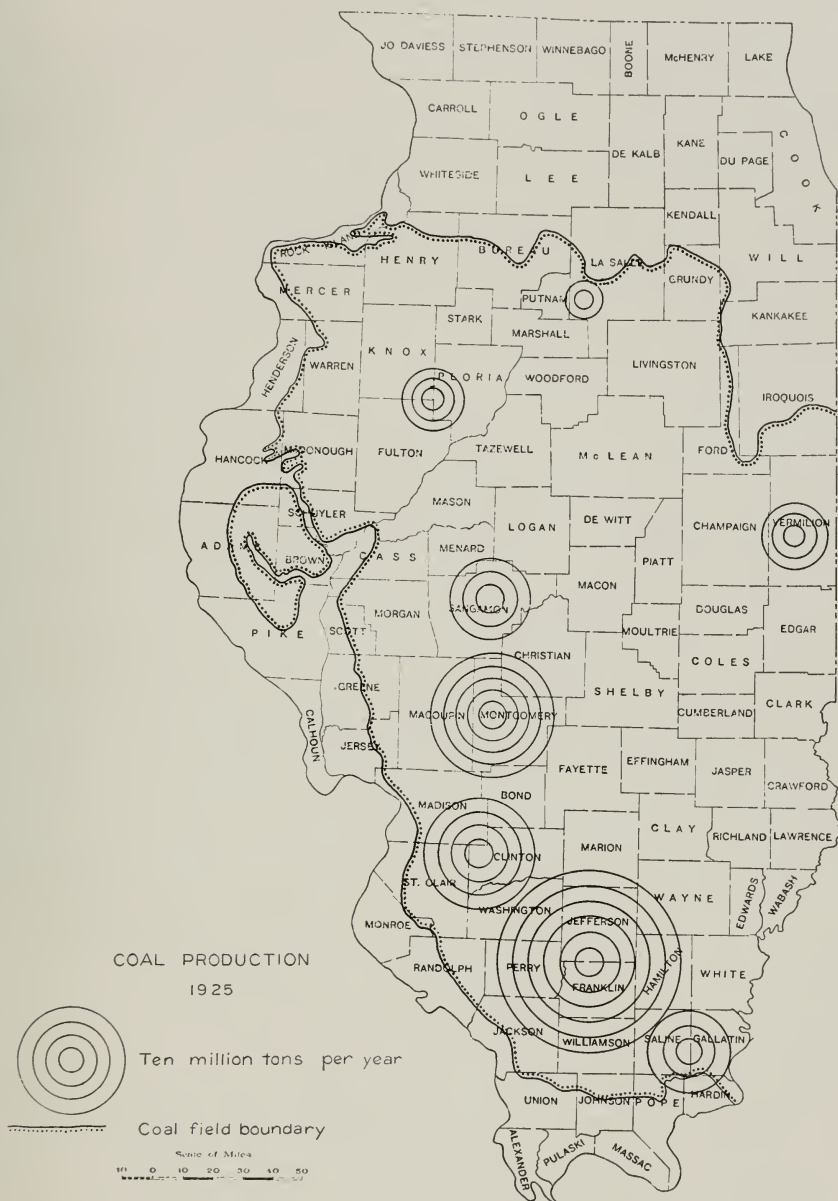 JO DAVIESS STEPHENSON WINNEBAGO BOONE McHENRY LAKE
CARROLL OGLE DE KALB KANE DU PAGE COOK
WHITESIDE LEE KENDALL
ROCK ISLAND HENRY BUREAU LA SALLE GRUNDY WILL
MERCER PUTNAM KANKAKEE
HENDERSON WARREN KNOX STARK MARSHALL LIVINGSTON
PEORIA WOODFORD IROQUOIS
HANCOCK McDONOUGH FULTON TAZEWELL McLEAN FORD
SCHUYLER MASON LOGAN DE WITT CHAMPAIGN VERMILION
ADAMS BROWN CASS MENARD PIATT
MACON
PIKE SCOTT MORGAN SANGAMON MOULTRIE DOUGLAS EDGAR
CHRISTIAN COLES
GREENE SHELBY
CALHOUN JERSEY MACOUPIN MONTGOMERY CUMBERLAND CLARK
FAYETTE EFFINGHAM JASPER CRAWFORD
MADISON BOND
CLAY RICHLAND LAWRENCE
ST. CLAIR CLINTON MARION
WASHINGTON WAYNE EDWARDS WABASH
MONROE JEFFERSON
RANDOLPH PERRY HAMILTON WHITE
FRANKLIN
JACKSON WILLIAMSON SALINE GALLATIN
UNION JOHNSON POPE HARDIN
ALEXANDER PULASKI MASSAC
COAL PRODUCTION
1925
Ten million tons per year
Coal field boundary
Scale of Miles
10 0 10 20 30 40 50